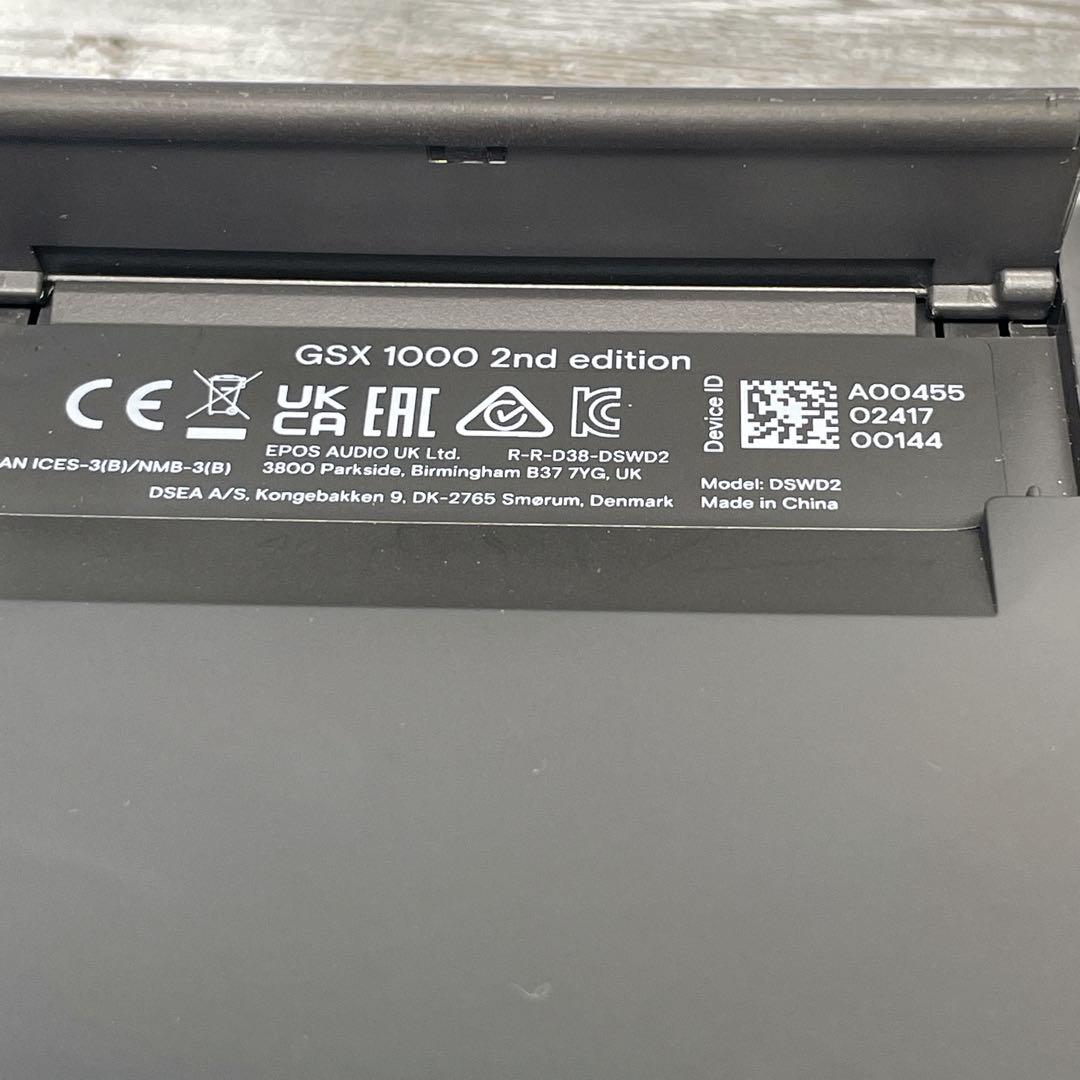 GSX 1000 2nd edition
CE UK CA EAC
EPOS AUDIO UK Ltd. R-R-D38-DSWD2
AN ICES-3(B)/NMB-3(B) 3800 Parkside, Birmingham B37 7YG, UK
DSEA A/S, Kongebakken 9, DK-2765 Smørum, Denmark
Device ID
A00455
02417
00144
Model: DSWD2
Made in China